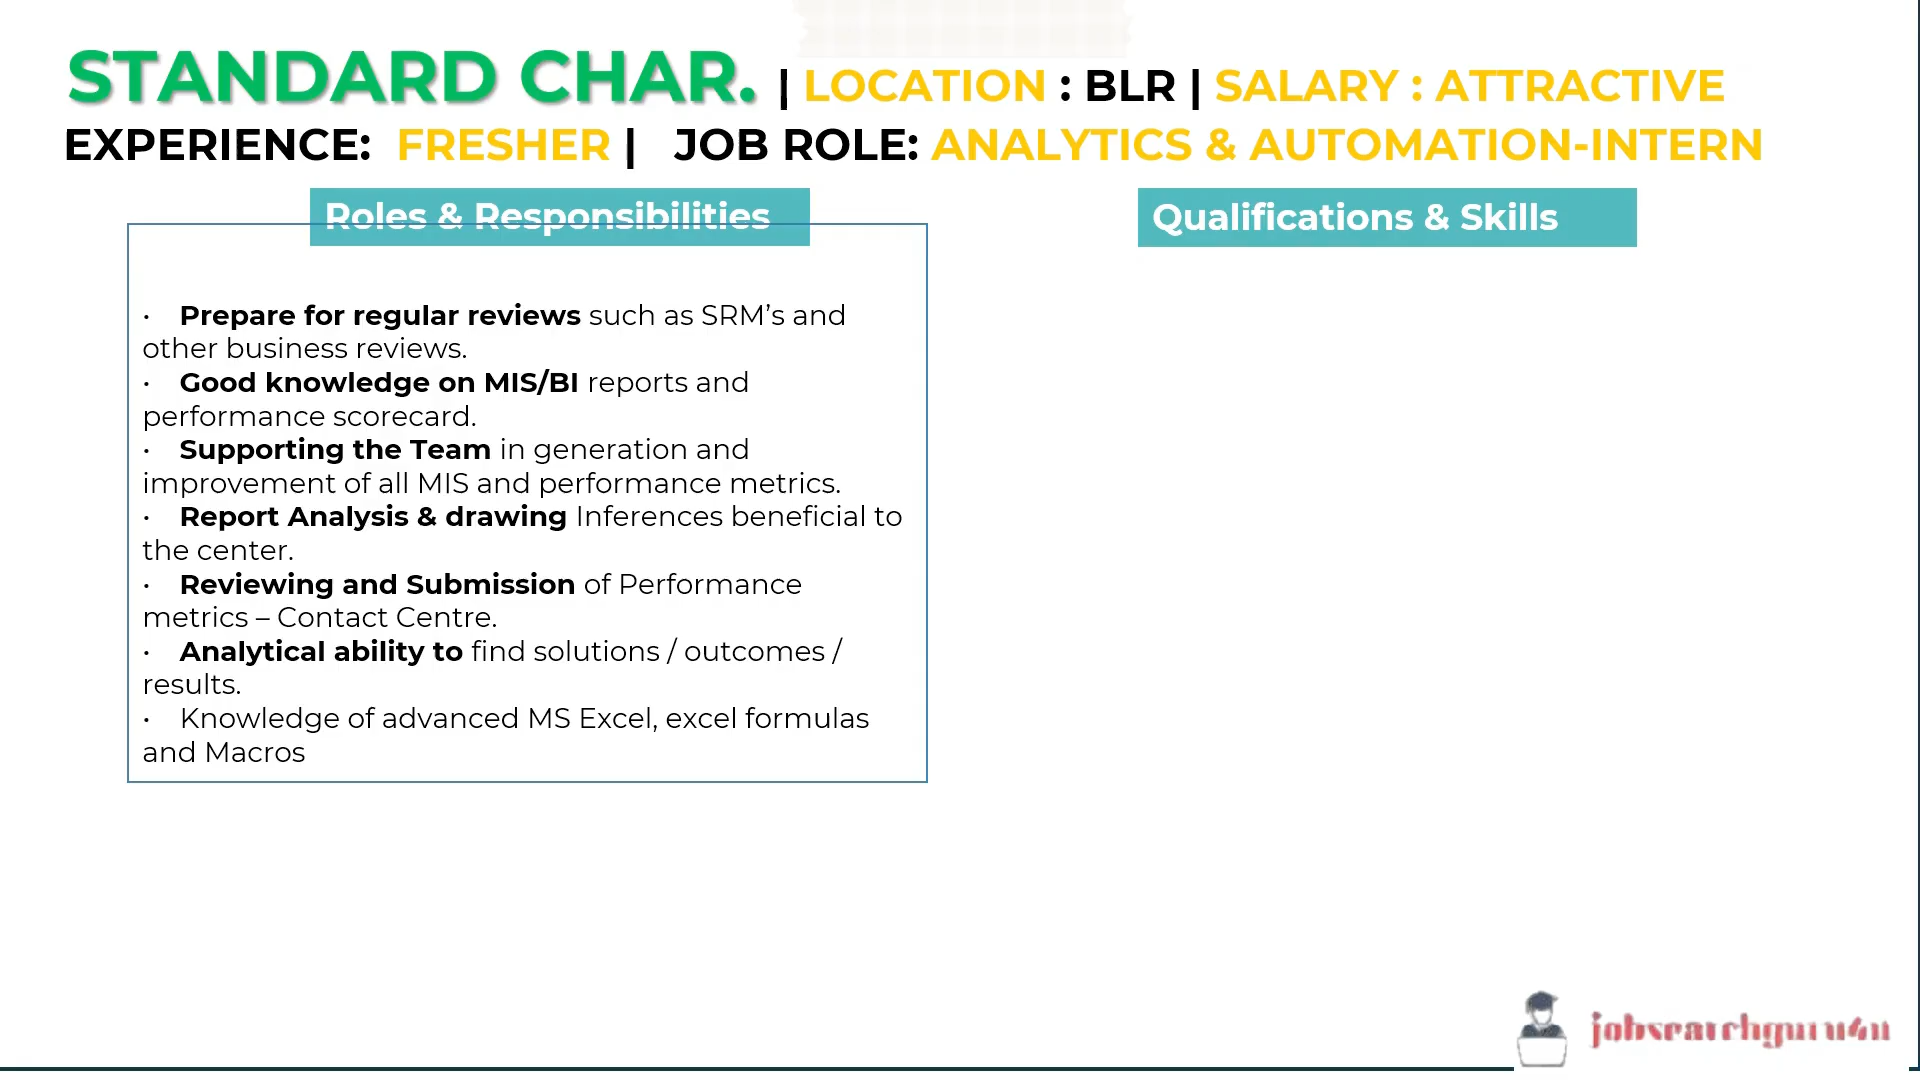 STANDARD CHAR. | LOCATION : BLR | SALARY : ATTRACTIVE
EXPERIENCE: FRESHER | JOB ROLE: ANALYTICS & AUTOMATION-INTERN
Roles & Responsibilities
• Prepare for regular reviews such as SRM’s and
other business reviews.
• Good knowledge on MIS/BI reports and
performance scorecard.
• Supporting the Team in generation and
improvement of all MIS and performance metrics.
• Report Analysis & drawing Inferences beneficial to
the center.
• Reviewing and Submission of Performance
metrics – Contact Centre.
• Analytical ability to find solutions / outcomes /
results.
• Knowledge of advanced MS Excel, excel formulas
and Macros
Qualifications & Skills
jobsearchguru4u